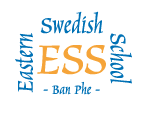 Eastern
Swedish
School
ESS
- Ban Phe -